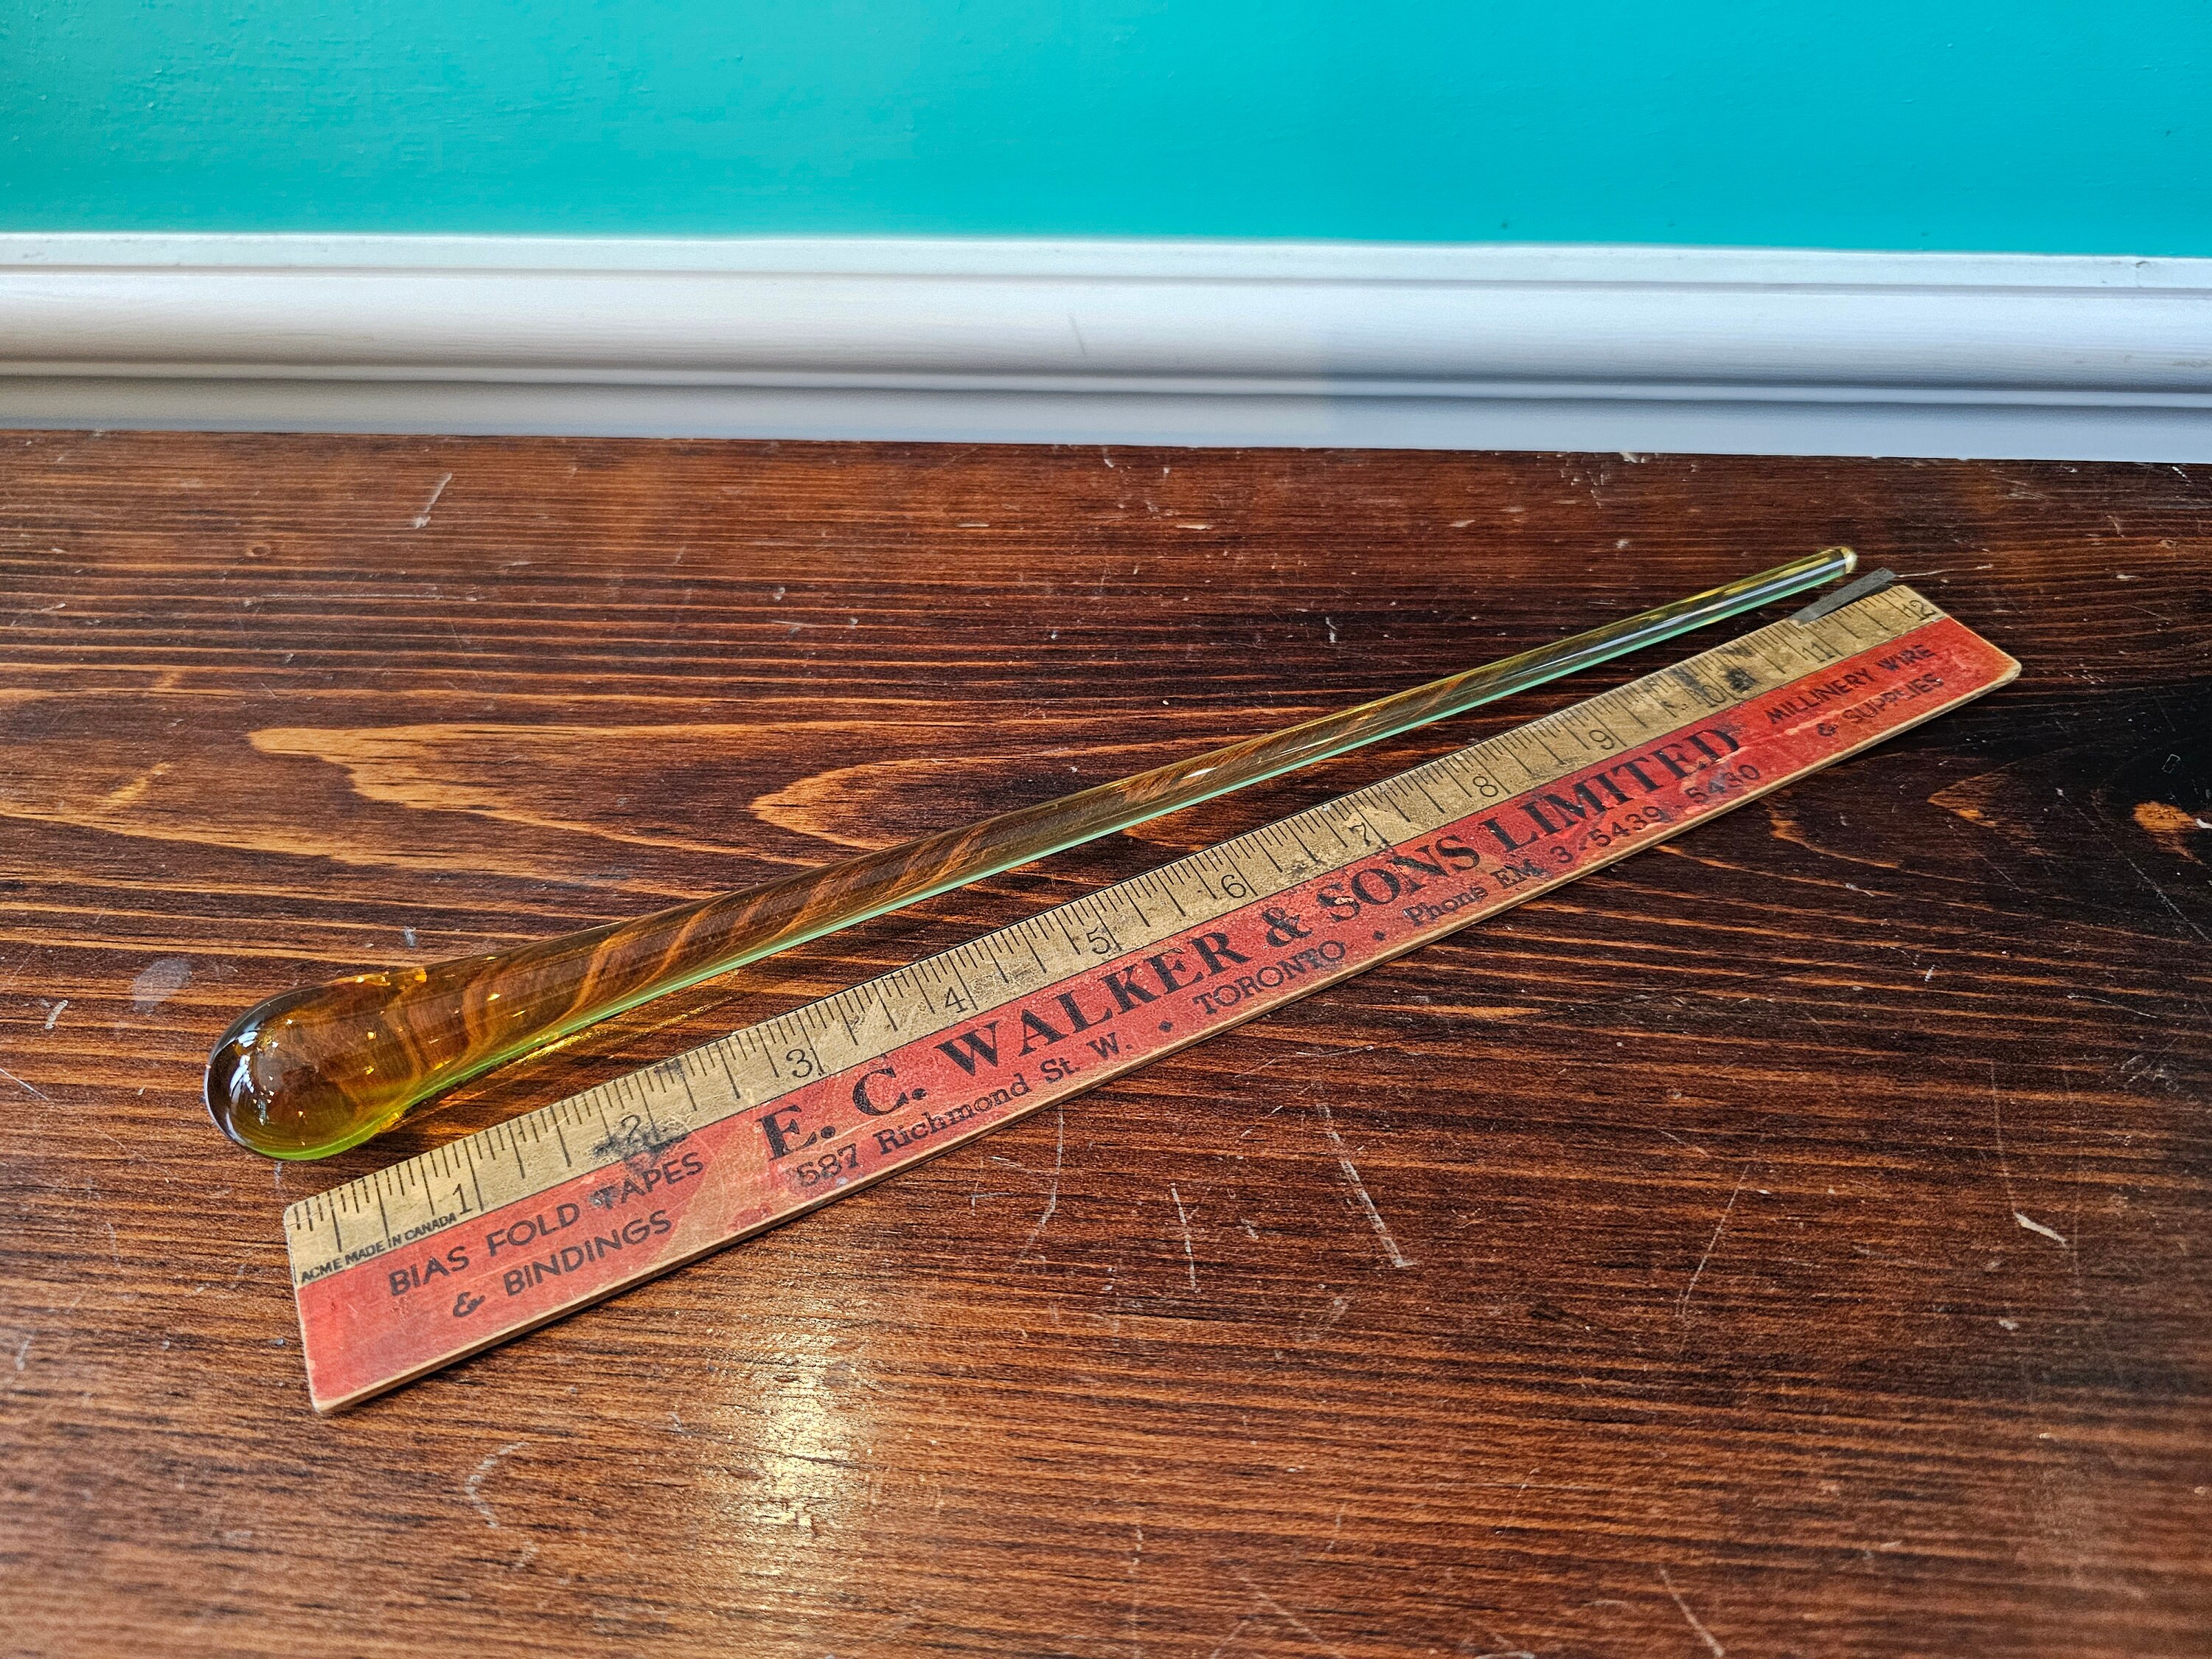 1 2 3 4 5 6 7 8 9 10 11 12
ACME MADE IN CANADA
BIAS FOLD TAPES
& BINDINGS
E. C. WALKER & SONS LIMITED
587 Richmond St. W. • TORONTO • Phone EM 3-5439-5430
MILLINERY WIRE
& SUPPLIES